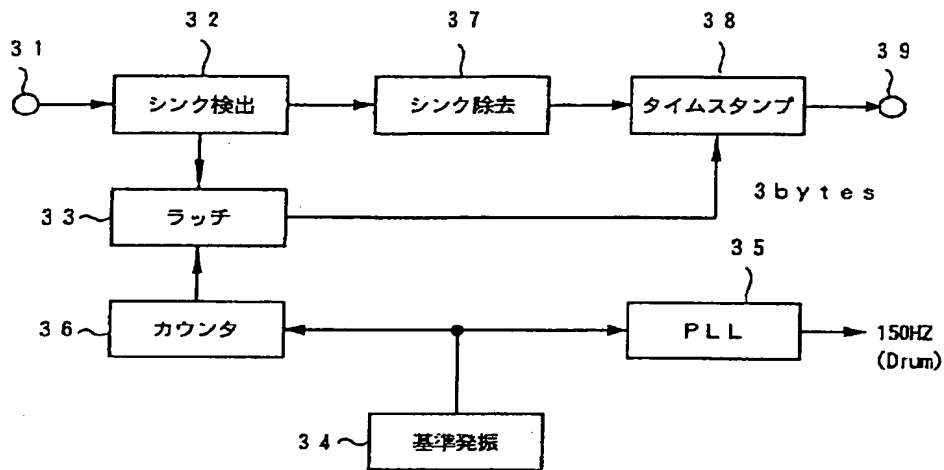 31
32
37
38
39
シンク検出
シンク除去
タイムスタンプ
33
ラッチ
3bytes
35
36
カウンタ
PLL
150HZ
(Drum)
34
基準発振